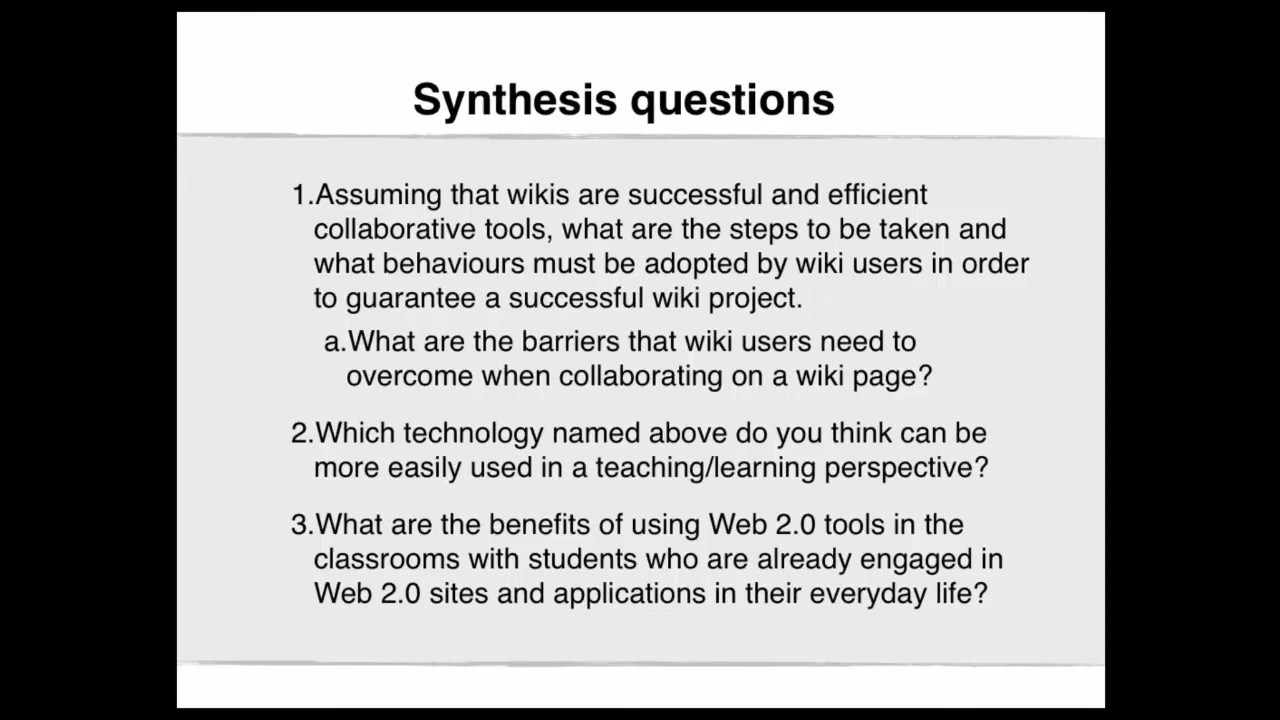 Synthesis questions
1.Assuming that wikis are successful and efficient
collaborative tools, what are the steps to be taken and
what behaviours must be adopted by wiki users in order
to guarantee a successful wiki project.
a.What are the barriers that wiki users need to
overcome when collaborating on a wiki page?
2.Which technology named above do you think can be
more easily used in a teaching/learning perspective?
3.What are the benefits of using Web 2.0 tools in the
classrooms with students who are already engaged in
Web 2.0 sites and applications in their everyday life?